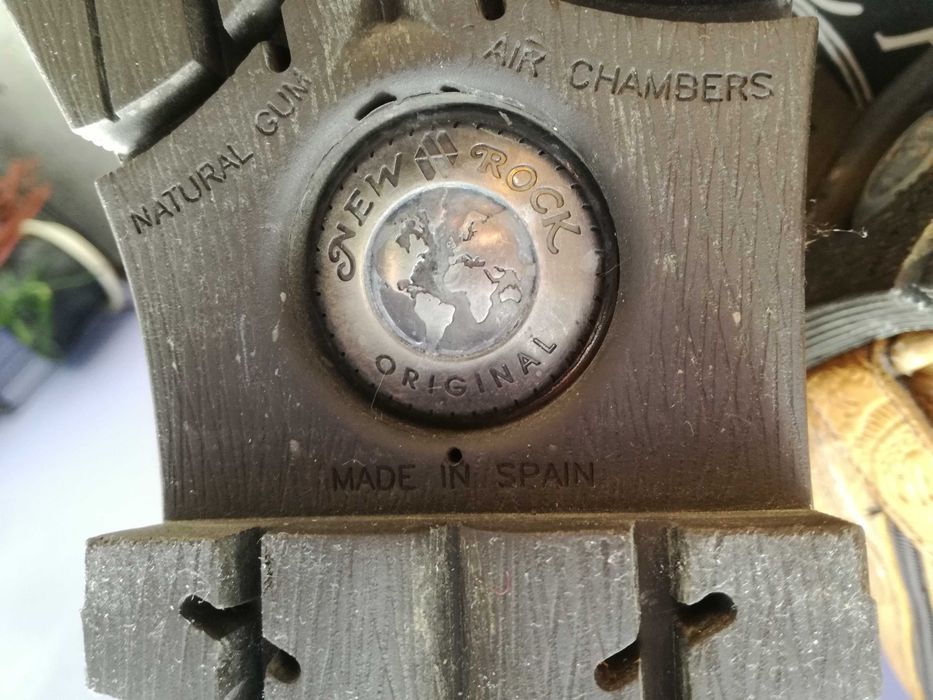 NATURAL GUM
AIR CHAMBERS
NEW ROCK
ORIGINAL
MADE IN SPAIN